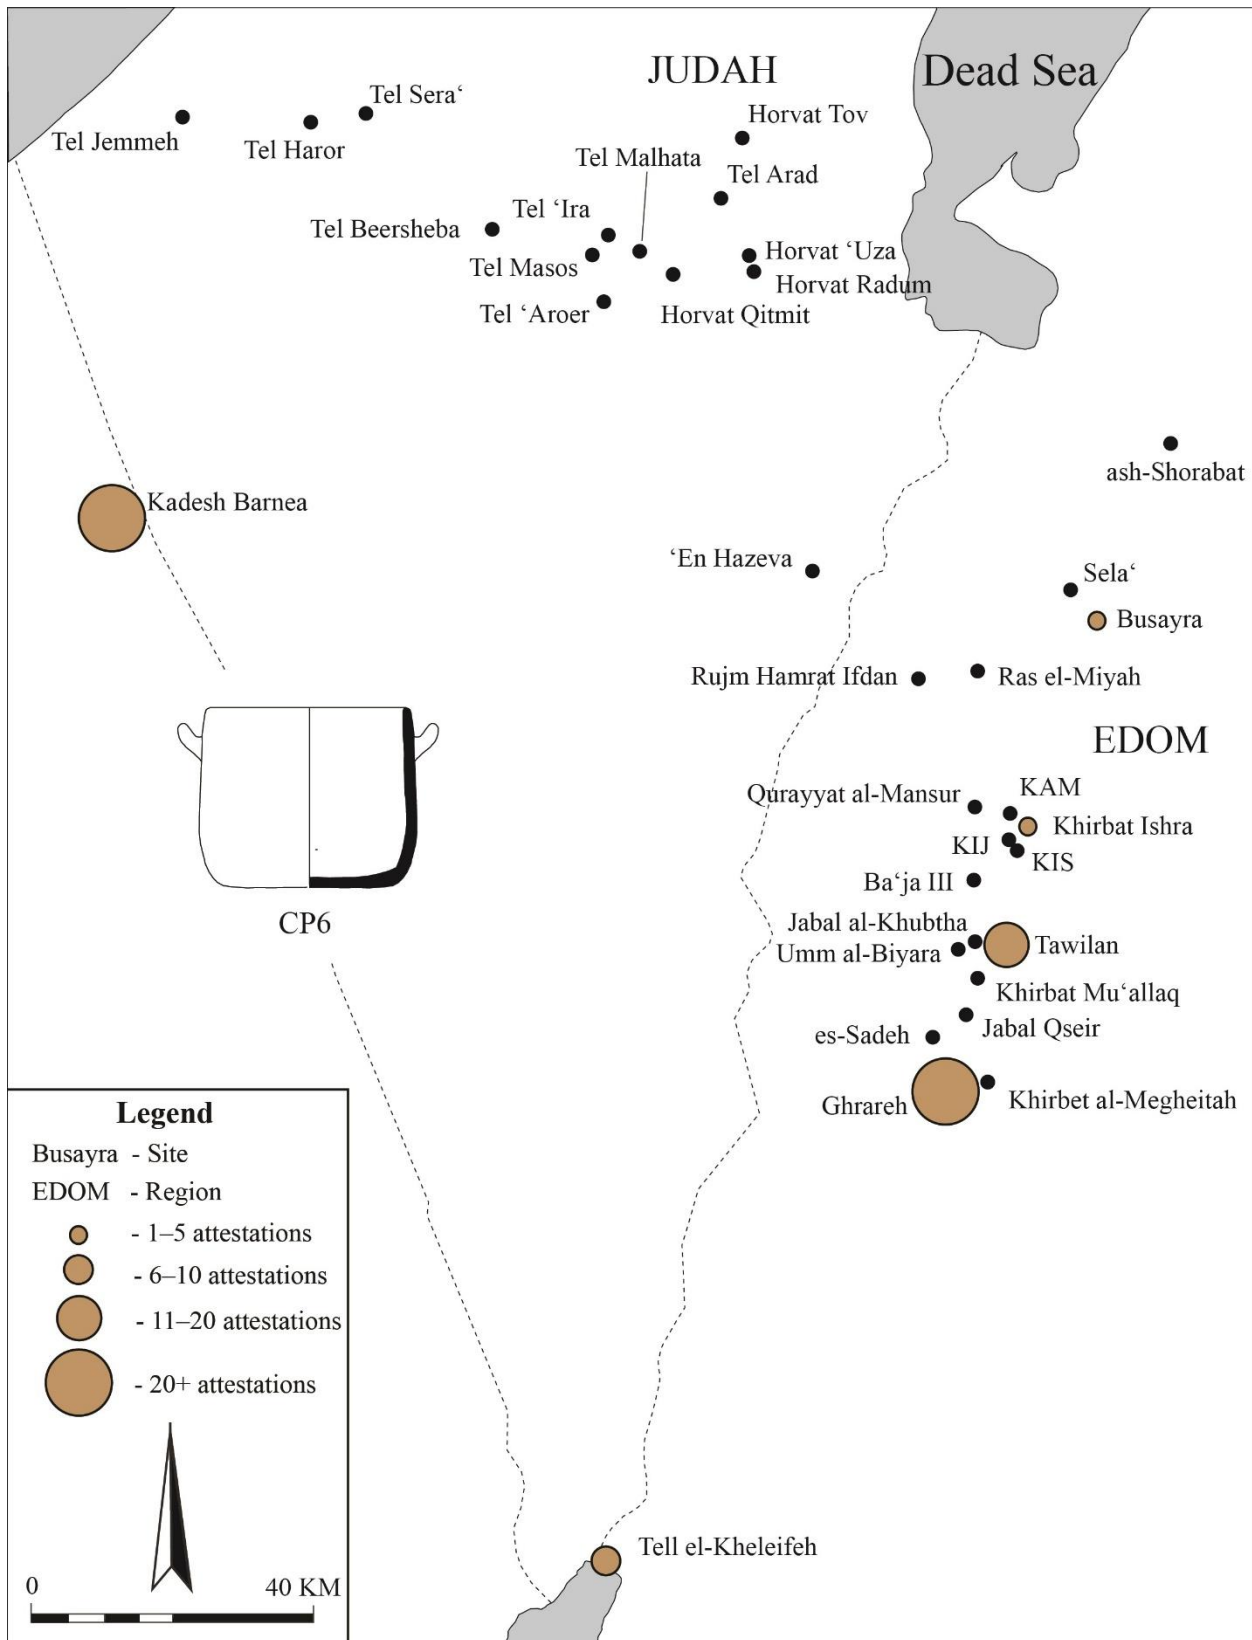 JUDAH
Dead Sea
Tel Sera‘
Tel Jemmeh
Tel Haror
Horvat Tov
Tel Malhata
Tel Arad
Tel ‘Ira
Tel Beersheba
Tel Masos
Horvat ‘Uza
Horvat Radum
Tel ‘Aroer
Horvat Qitmit
ash-Shorabat
Kadesh Barnea
‘En Hazeva
Sela‘
Busayra
Rujm Hamrat Ifdan
Ras el-Miyah
EDOM
Qurayyat al-Mansur
KAM
Khirbat Ishra
KIJ
KIS
Ba‘ja III
CP6
Jabal al-Khubtha
Umm al-Biyara
Tawilan
Khirbat Mu‘allaq
Jabal Qseir
es-Sadeh
Ghrareh
Khirbet al-Megheitah
Legend
Busayra - Site
EDOM - Region
- 1–5 attestations
- 6–10 attestations
- 11–20 attestations
- 20+ attestations
Tell el-Kheleifeh
0 40 KM